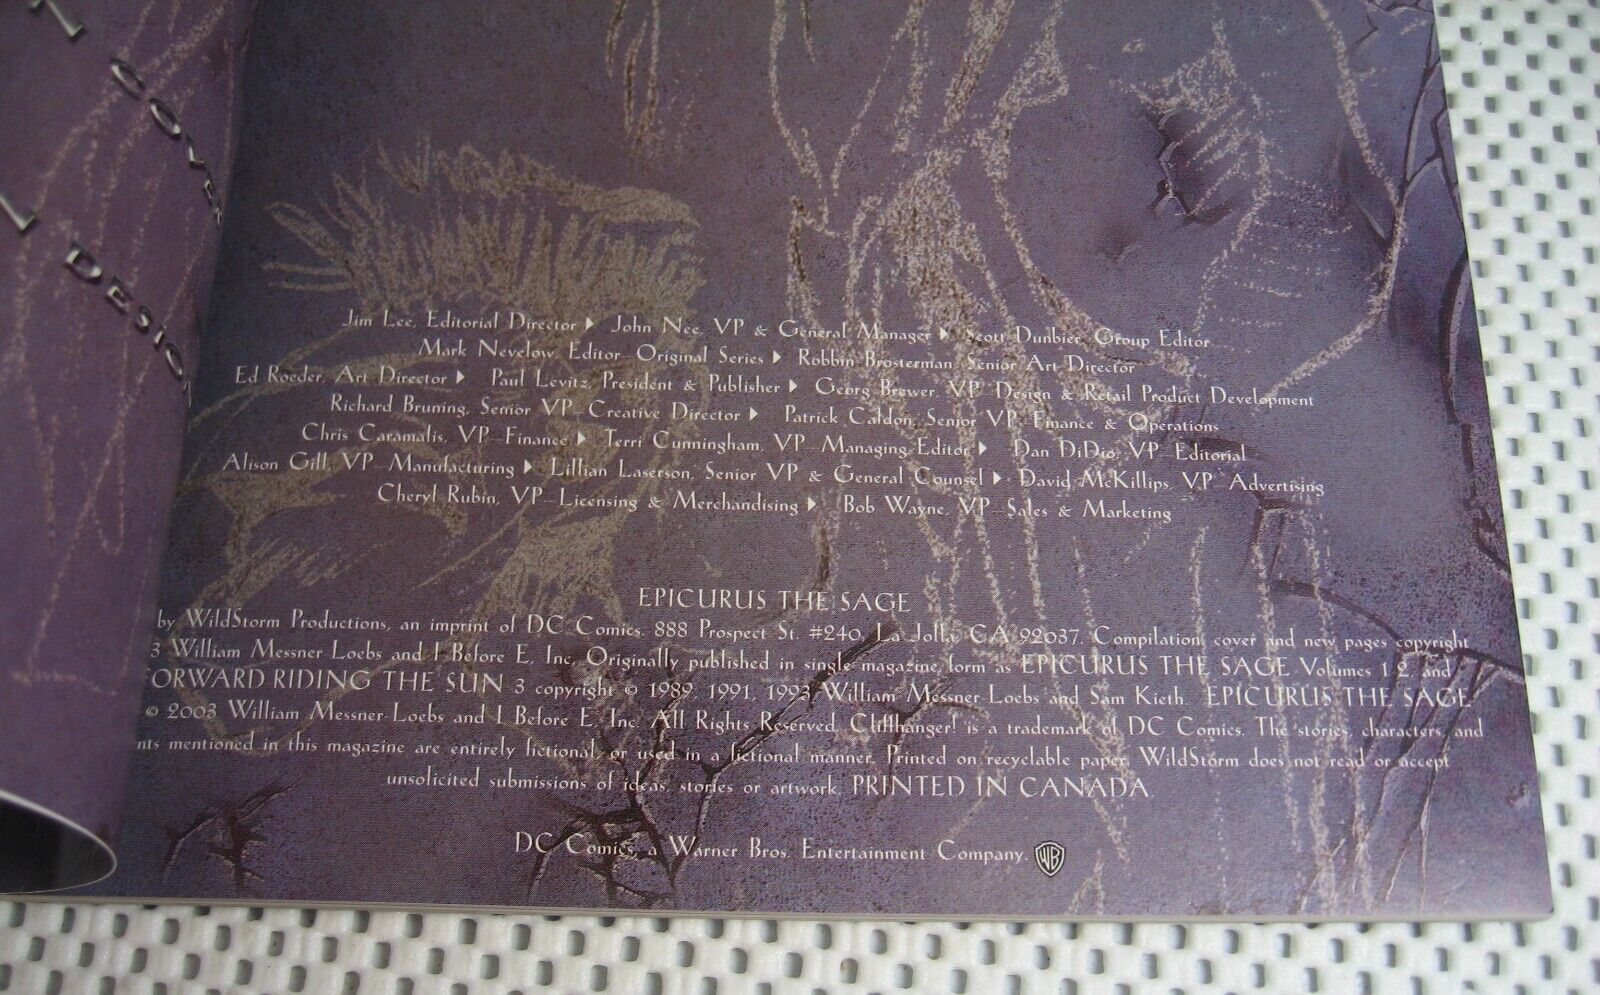 L COVER
L DESIG
Jim Lee, Editorial Director ▶ John Nee, VP & General Manager ▶ Scott Dunbier, Group Editor
Mark Nevelow, Editor–Original Series ▶ Robbin Brosterman, Senior Art Director
Ed Roeder, Art Director ▶ Paul Levitz, President & Publisher ▶ Georg Brewer, VP–Design & Retail Product Development
Richard Bruning, Senior VP–Creative Director ▶ Patrick Caldon, Senior VP–Finance & Operations
Chris Caramalis, VP–Finance ▶ Terri Cunningham, VP–Managing Editor ▶ Dan DiDio, VP–Editorial
Alison Gill, VP–Manufacturing ▶ Lillian Laserson, Senior VP & General Counsel ▶ David McKillips, VP–Advertising
Cheryl Rubin, VP–Licensing & Merchandising ▶ Bob Wayne, VP–Sales & Marketing
EPICURUS THE SAGE
by WildStorm Productions, an imprint of DC Comics. 888 Prospect St. #240, La Jolla, CA 92037. Compilation, cover and new pages copyright
3 William Messner-Loebs and I Before E, Inc. Originally published in single magazine form as EPICURUS THE SAGE Volumes 1,2, and
FORWARD RIDING THE SUN 3 copyright © 1989, 1991, 1993 William Messner-Loebs and Sam Kieth. EPICURUS THE SAGE
© 2003 William Messner-Loebs and I Before E, Inc. All Rights Reserved. Cliffhanger! is a trademark of DC Comics. The stories, characters, and
nts mentioned in this magazine are entirely fictional, or used in a fictional manner. Printed on recyclable paper. WildStorm does not read or accept
unsolicited submissions of ideas, stories or artwork. PRINTED IN CANADA.
DC Comics, a Warner Bros. Entertainment Company.
WB